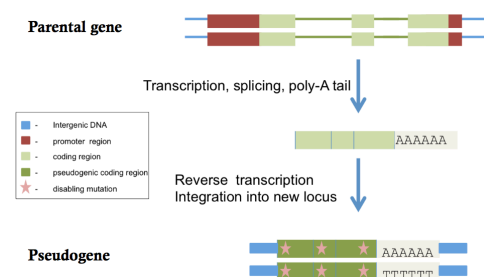 Parental gene
Transcription, splicing, poly-A tail
- Intergenic DNA
- promoter region
- coding region
- pseudogenic coding region
- disabling mutation
AAAAAA
Reverse transcription
Integration into new locus
Pseudogene
AAAAAA
TTTTTT